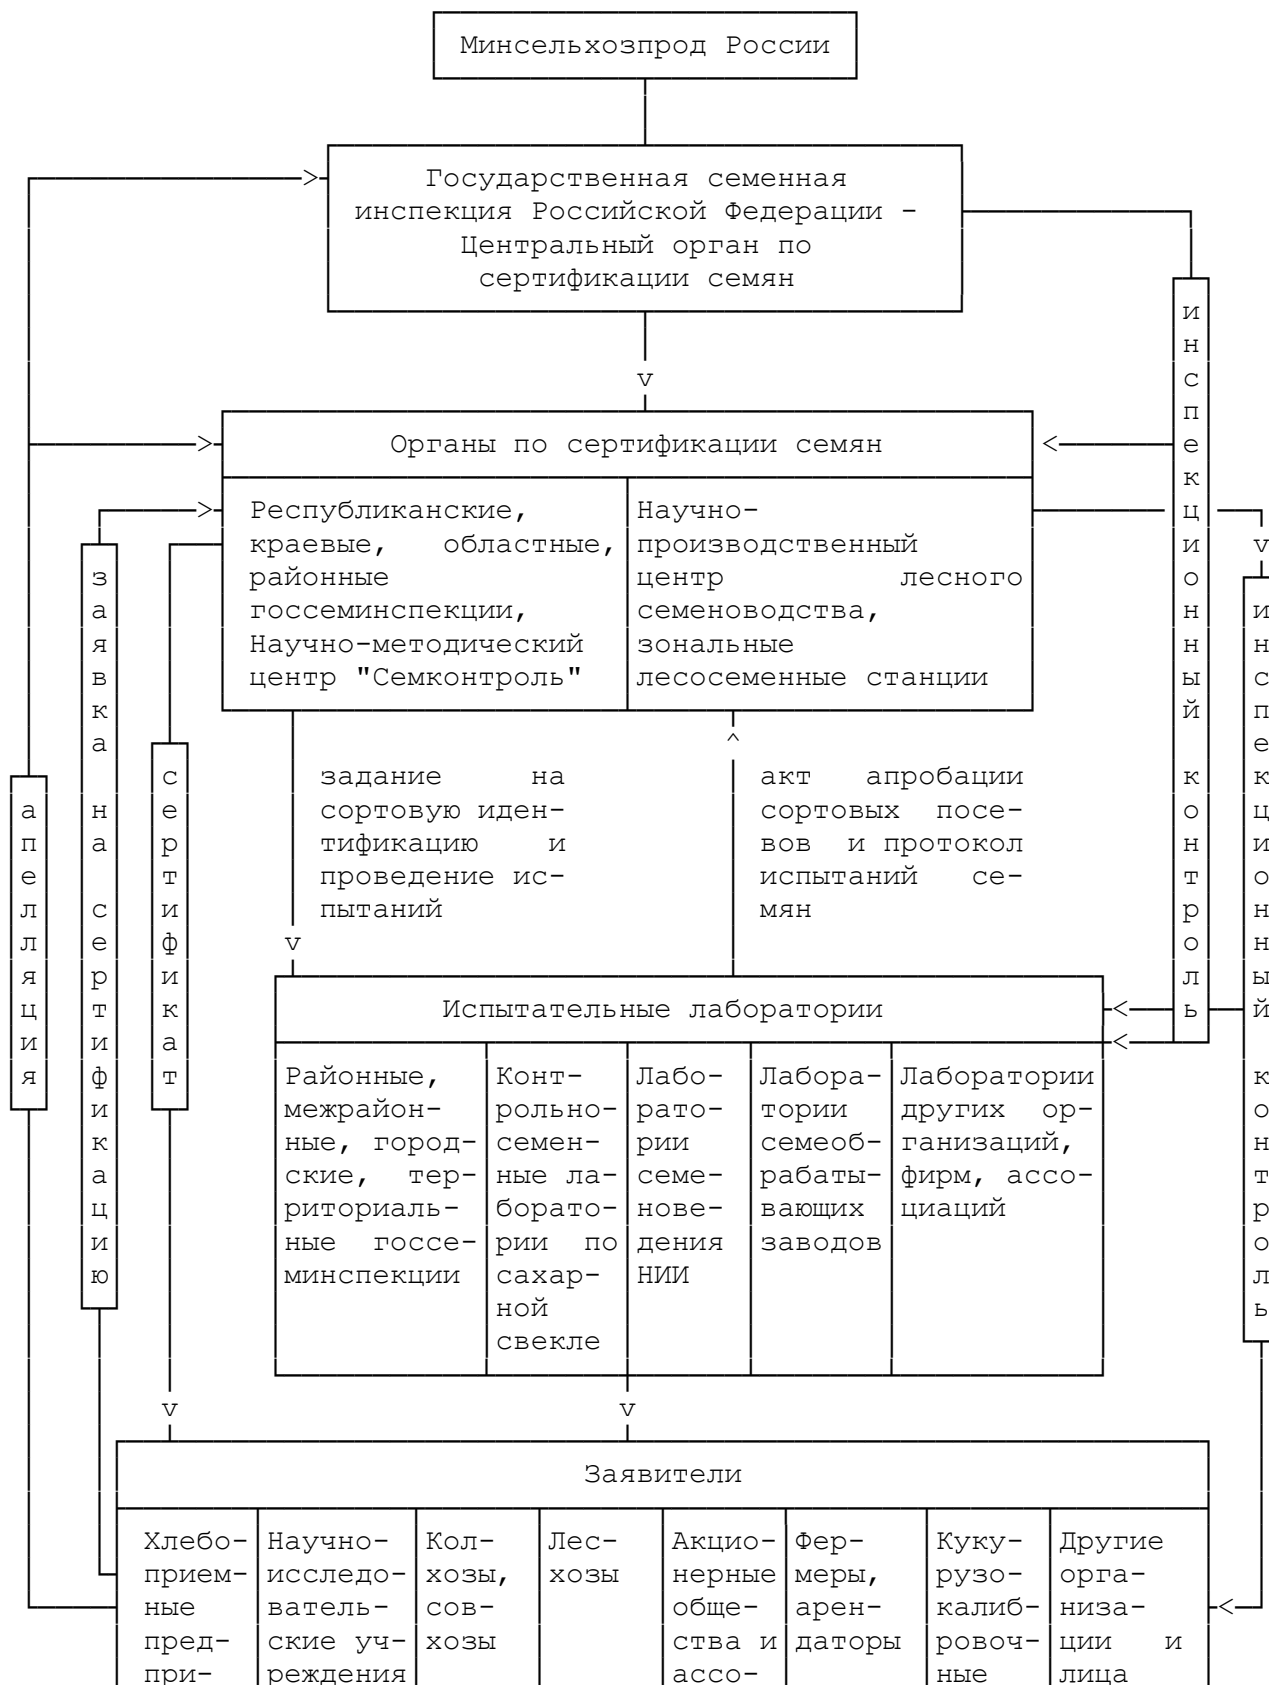 Минсельхозпрод России
Государственная семенная
инспекция Российской Федерации -
Центральный орган по
сертификации семян
Органы по сертификации семян
Республиканские,
краевые, областные,
районные
госсеминспекции,
Научно-методический
центр "Семконтроль"
Научно-
производственный
центр лесного
семеноводства,
зональные
лесосеменные станции
инспекционный контроль
инспекционный контроль
заявка на сертификацию
сертификат
апелляция
задание на
сортовую иден-
тификацию и
проведение ис-
пытаний
акт апробации
сортовых посе-
вов и протокол
испытаний се-
мян
Испытательные лаборатории
Районные,
межрайон-
ные, город-
ские, тер-
риториаль-
ные госсе-
минспекции
Конт-
рольно-
семен-
ные ла-
борато-
рии по
сахар-
ной
свекле
Лабо-
рато-
рии
семе-
нове-
дения
НИИ
Лабора-
тории
семеоб-
рабаты-
вающих
заводов
Лаборатории
других ор-
ганизаций,
фирм, ассо-
циаций
Заявители
Хлебо-
прием-
ные
пред-
при-
Научно-
исследо-
ватель-
ские уч-
реждения
Кол-
хозы,
сов-
хозы
Лес-
хозы
Акцио-
нерные
обще-
ства и
ассо-
Фер-
меры,
арен-
даторы
Куку-
рузо-
калиб-
ровоч-
ные
Другие
орга-
низа-
ции и
лица